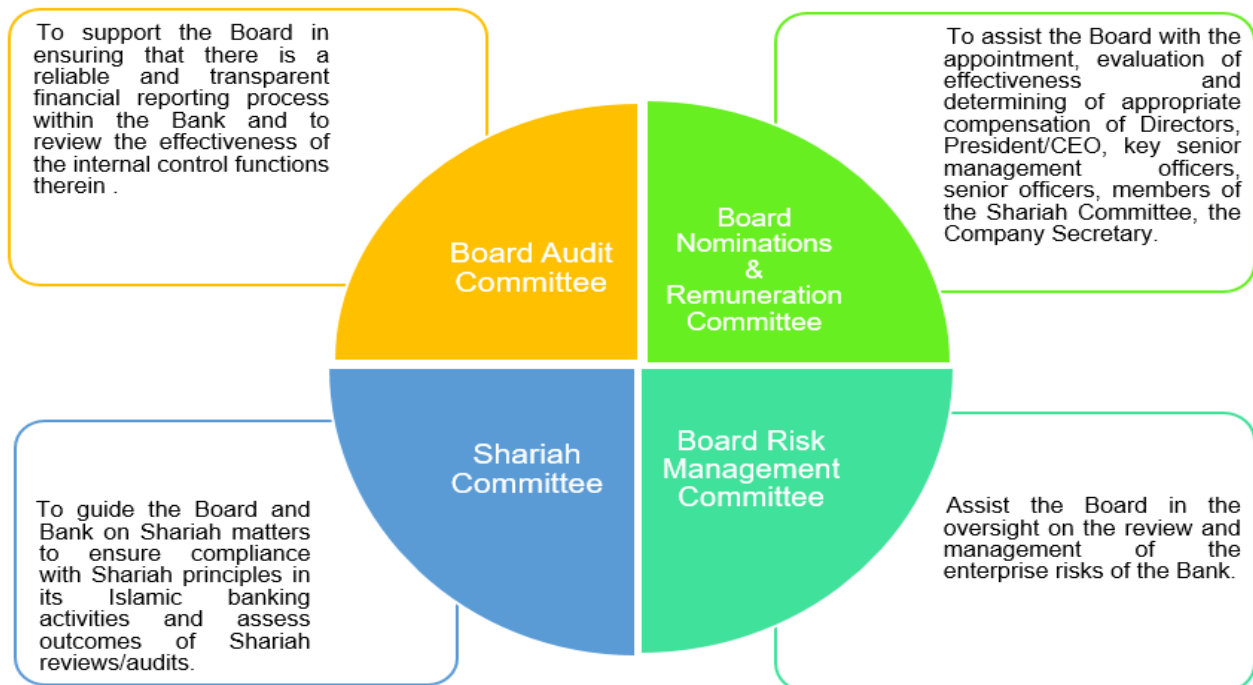 To support the Board in
ensuring that there is a
reliable and transparent
financial reporting process
within the Bank and to
review the effectiveness of
the internal control functions
therein .
To assist the Board with the
appointment, evaluation of
effectiveness and
determining of appropriate
compensation of Directors,
President/CEO, key senior
management officers,
senior officers, members of
the Shariah Committee, the
Company Secretary.
Board Audit
Committee
Board
Nominations
&
Remuneration
Committee
Shariah
Committee
Board Risk
Management
Committee
To guide the Board and
Bank on Shariah matters
to ensure compliance
with Shariah principles in
its Islamic banking
activities and assess
outcomes of Shariah
reviews/audits.
Assist the Board in the
oversight on the review and
management of the
enterprise risks of the Bank.